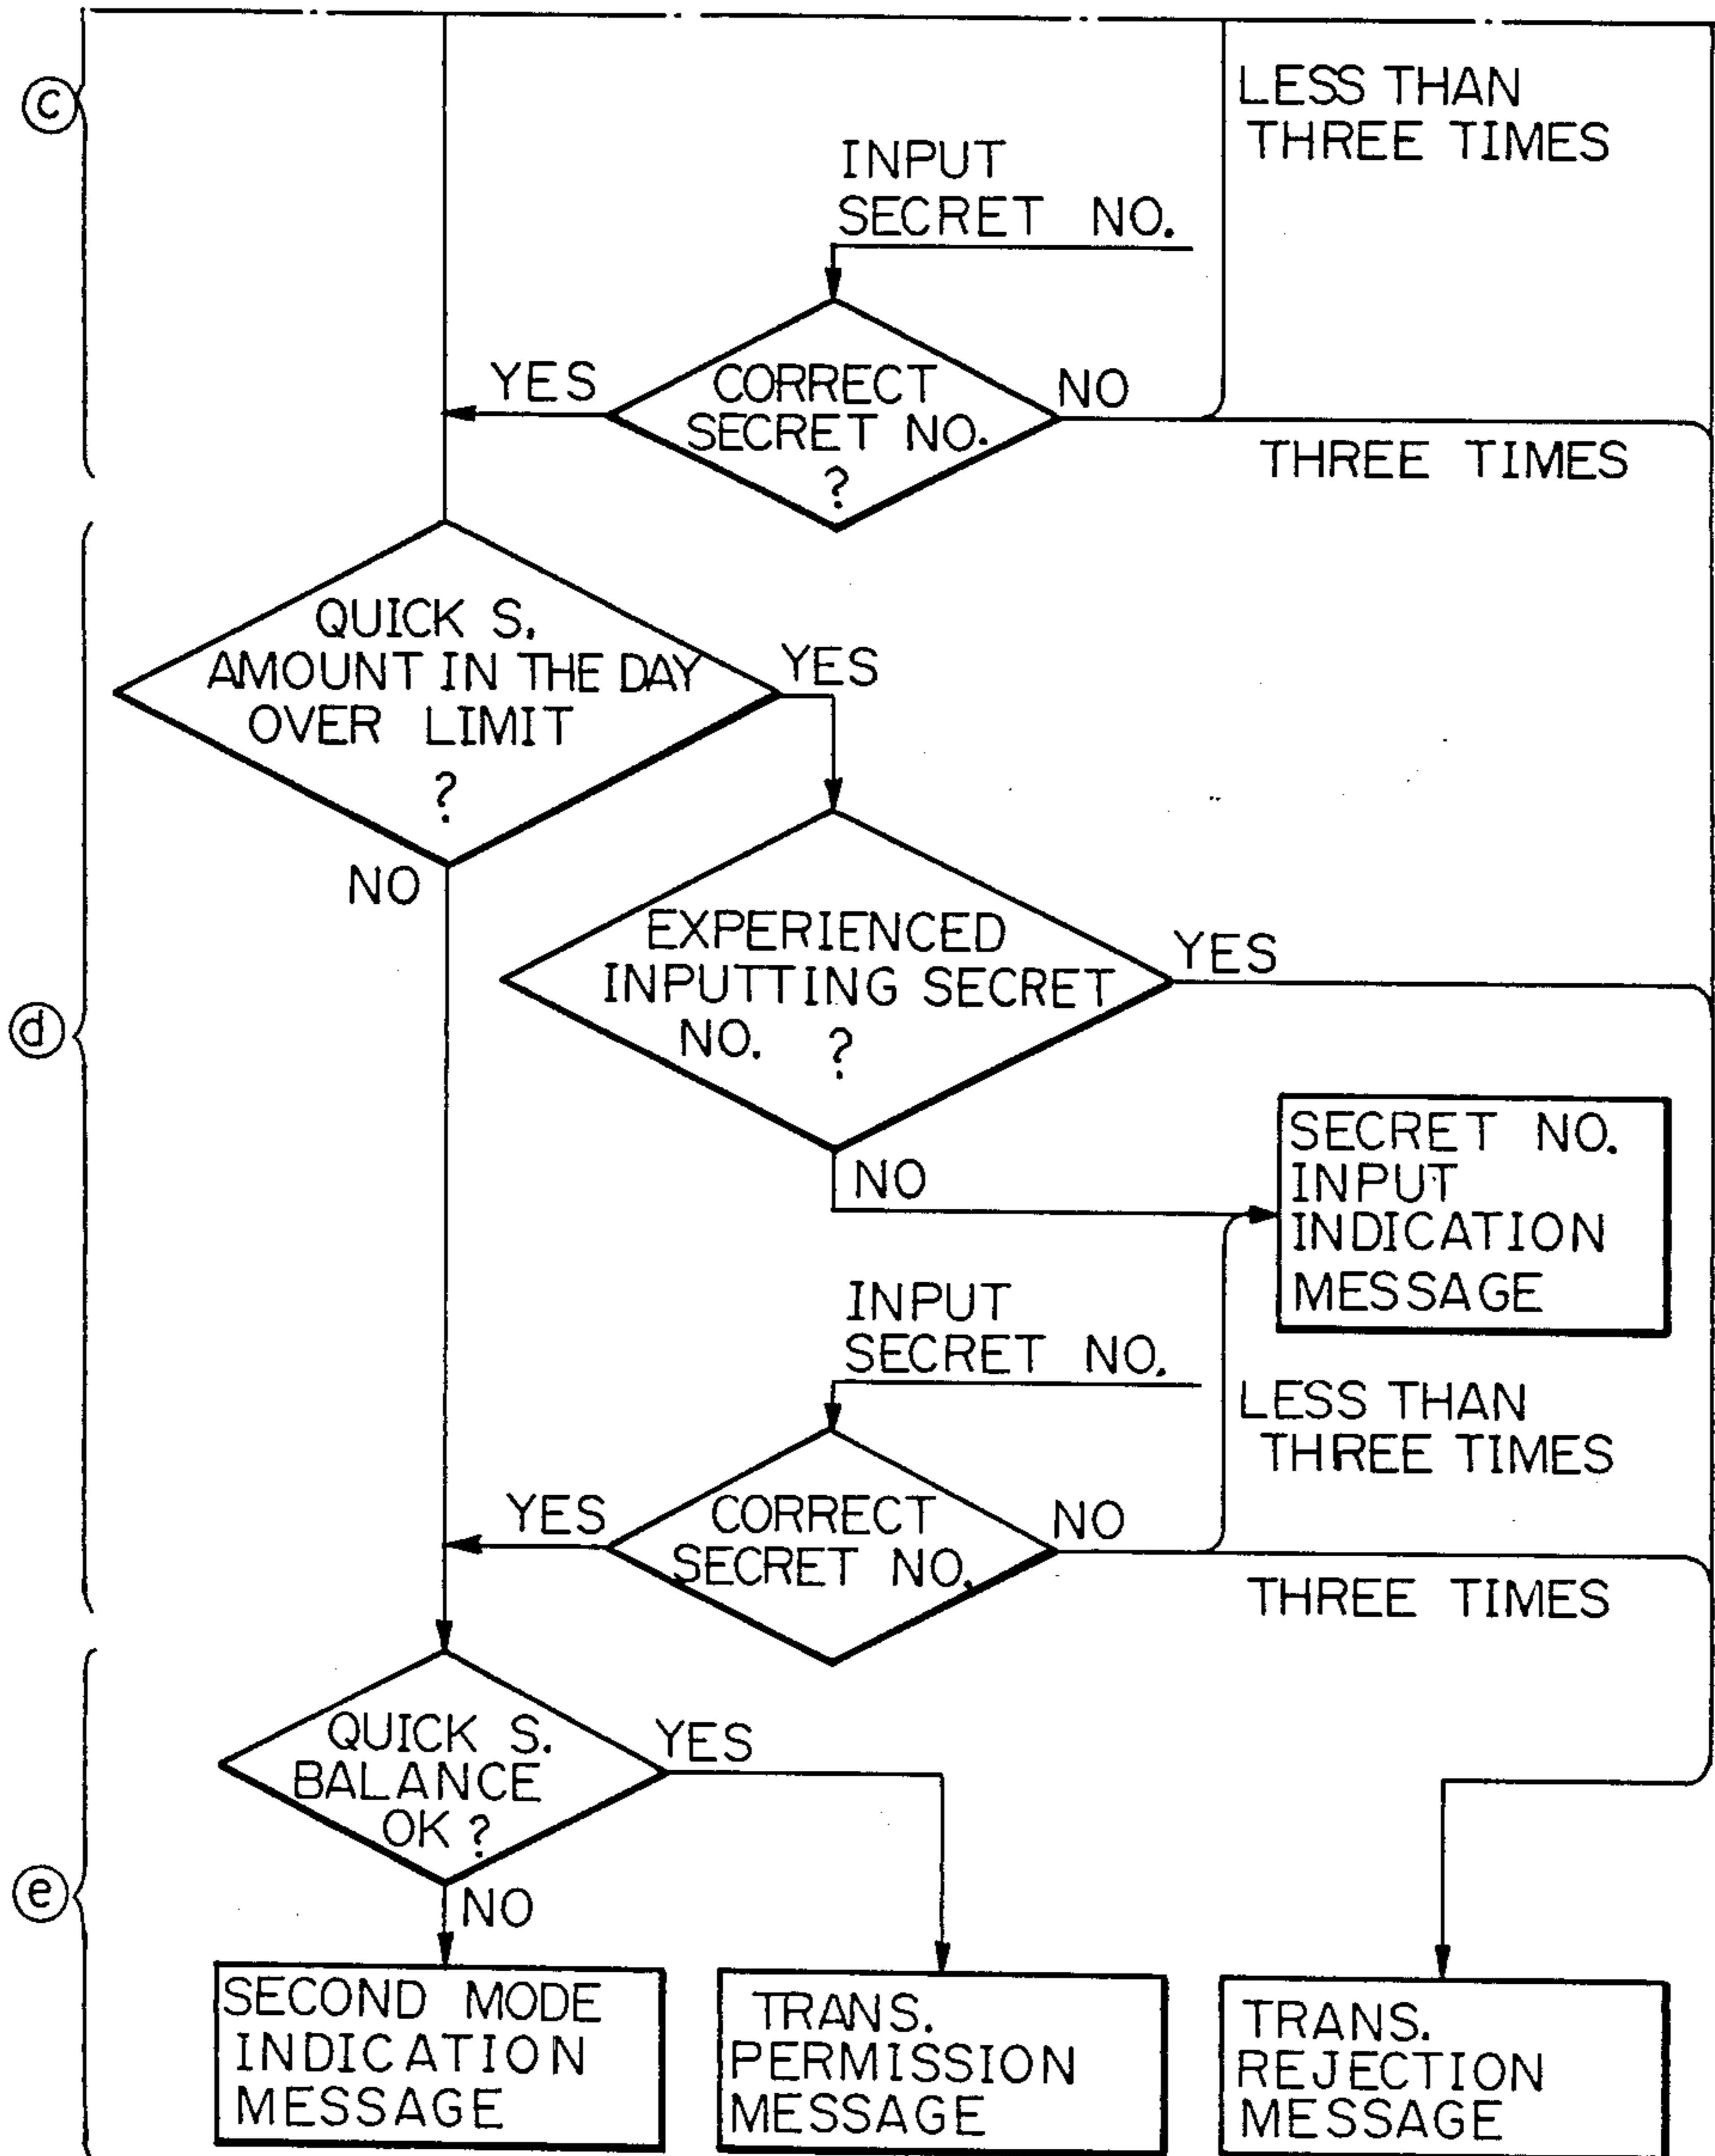 ⓒ
LESS THAN
THREE TIMES
INPUT
SECRET NO.
YES
CORRECT
SECRET NO.
?
NO
THREE TIMES
QUICK S.
AMOUNT IN THE DAY
OVER LIMIT
?
YES
NO
ⓓ
EXPERIENCED
INPUTTING SECRET
NO. ?
YES
NO
SECRET NO.
INPUT
INDICATION
MESSAGE
INPUT
SECRET NO.
LESS THAN
THREE TIMES
YES
CORRECT
SECRET NO.
NO
THREE TIMES
ⓔ
QUICK S.
BALANCE
OK ?
YES
NO
SECOND MODE
INDICATION
MESSAGE
TRANS.
PERMISSION
MESSAGE
TRANS.
REJECTION
MESSAGE